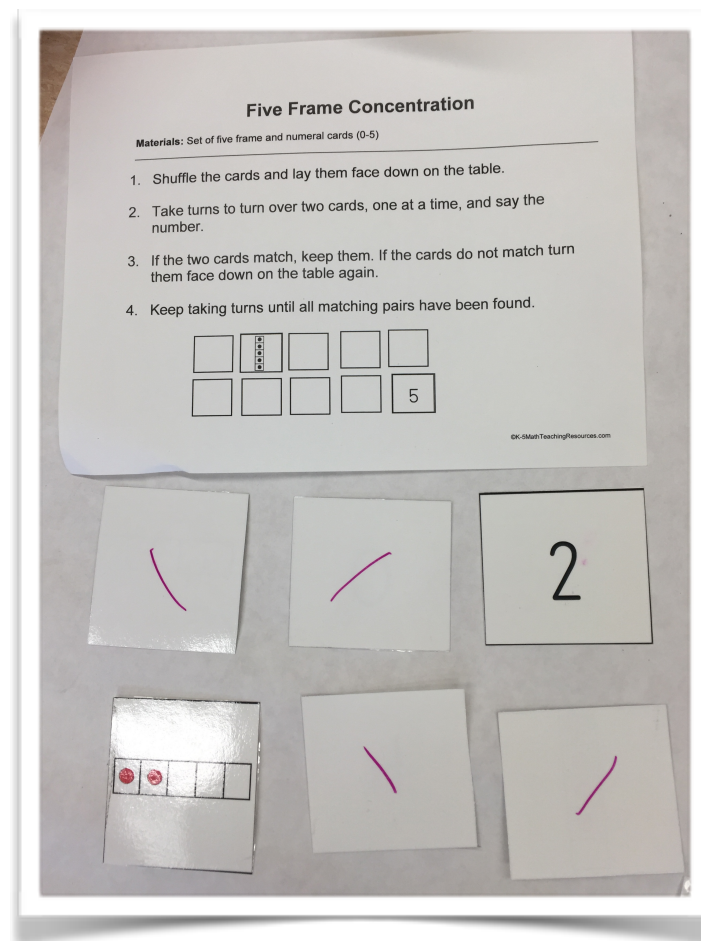 Five Frame Concentration
Materials: Set of five frame and numeral cards (0-5)
1. Shuffle the cards and lay them face down on the table.
2. Take turns to turn over two cards, one at a time, and say the
number.
3. If the two cards match, keep them. If the cards do not match turn
them face down on the table again.
4. Keep taking turns until all matching pairs have been found.
5
©K-5MathTeachingResources.com
2